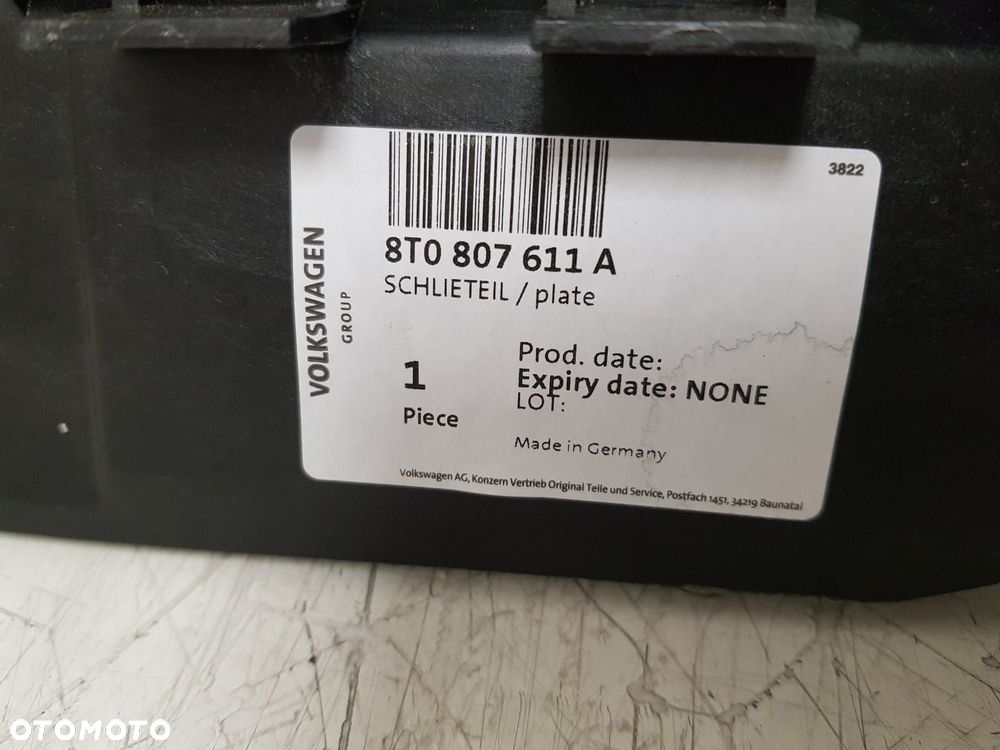 3822
8T0 807 611 A
SCHLIETEIL / plate
VOLKSWAGEN
GROUP
1
Piece
Prod. date:
Expiry date: NONE
LOT:
Made in Germany
Volkswagen AG, Konzern Vertrieb Original Teile und Service, Postfach 1451, 34219 Baunatal
OTOMOTO